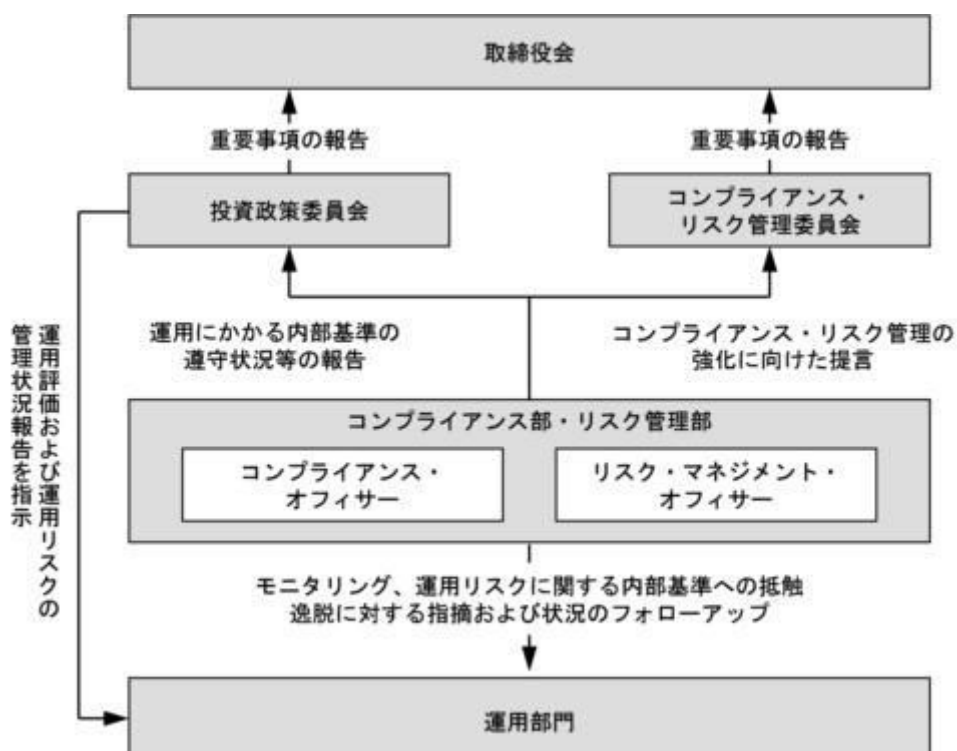 取締役会
重要事項の報告
重要事項の報告
投資政策委員会
コンプライアンス・
リスク管理委員会
運用にかかる内部基準の
遵守状況等の報告
コンプライアンス・リスク管理の
強化に向けた提言
運用評価および運用リスクの
管理状況報告を指示
コンプライアンス部・リスク管理部
コンプライアンス・
オフィサー
リスク・マネジメント・
オフィサー
モニタリング、運用リスクに関する内部基準への抵触
逸脱に対する指摘および状況のフォローアップ
運用部門